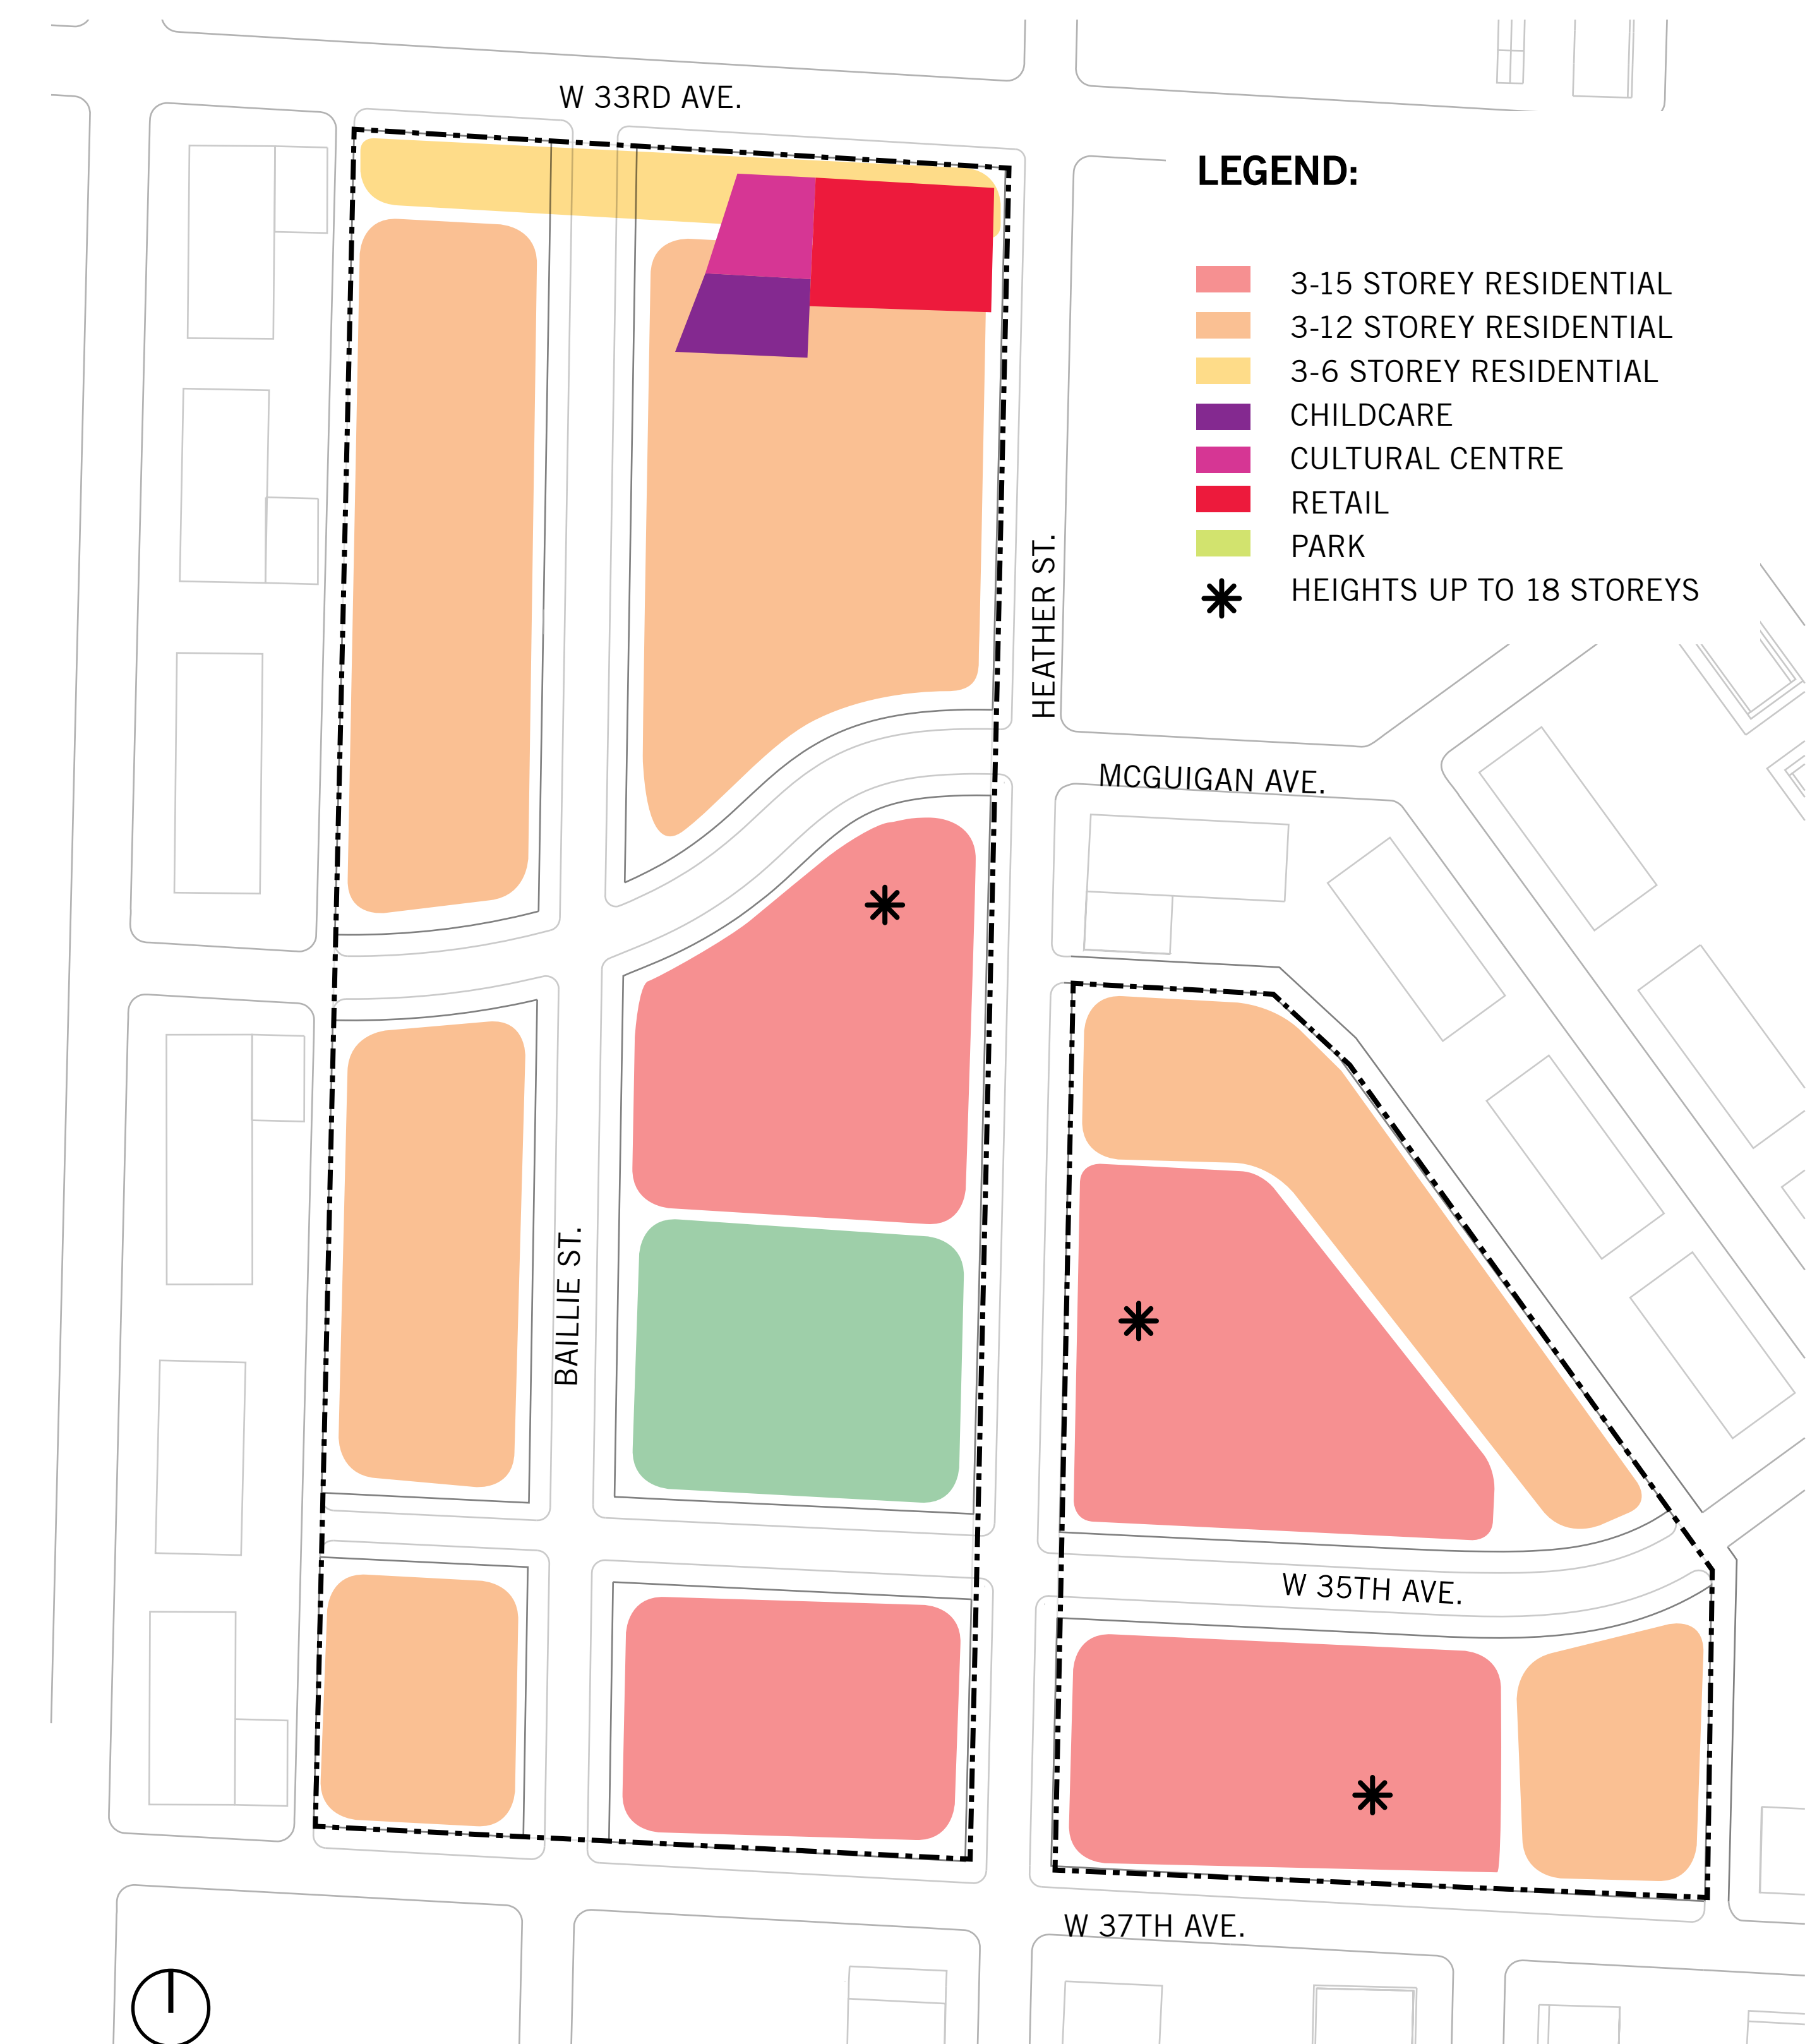 W 33RD AVE.
LEGEND:
3-15 STOREY RESIDENTIAL
3-12 STOREY RESIDENTIAL
3-6 STOREY RESIDENTIAL
CHILDCARE
CULTURAL CENTRE
RETAIL
PARK
HEIGHTS UP TO 18 STOREYS
HEATHER ST.
MCGUIGAN AVE.
BAILLIE ST.
W 35TH AVE.
W 37TH AVE.